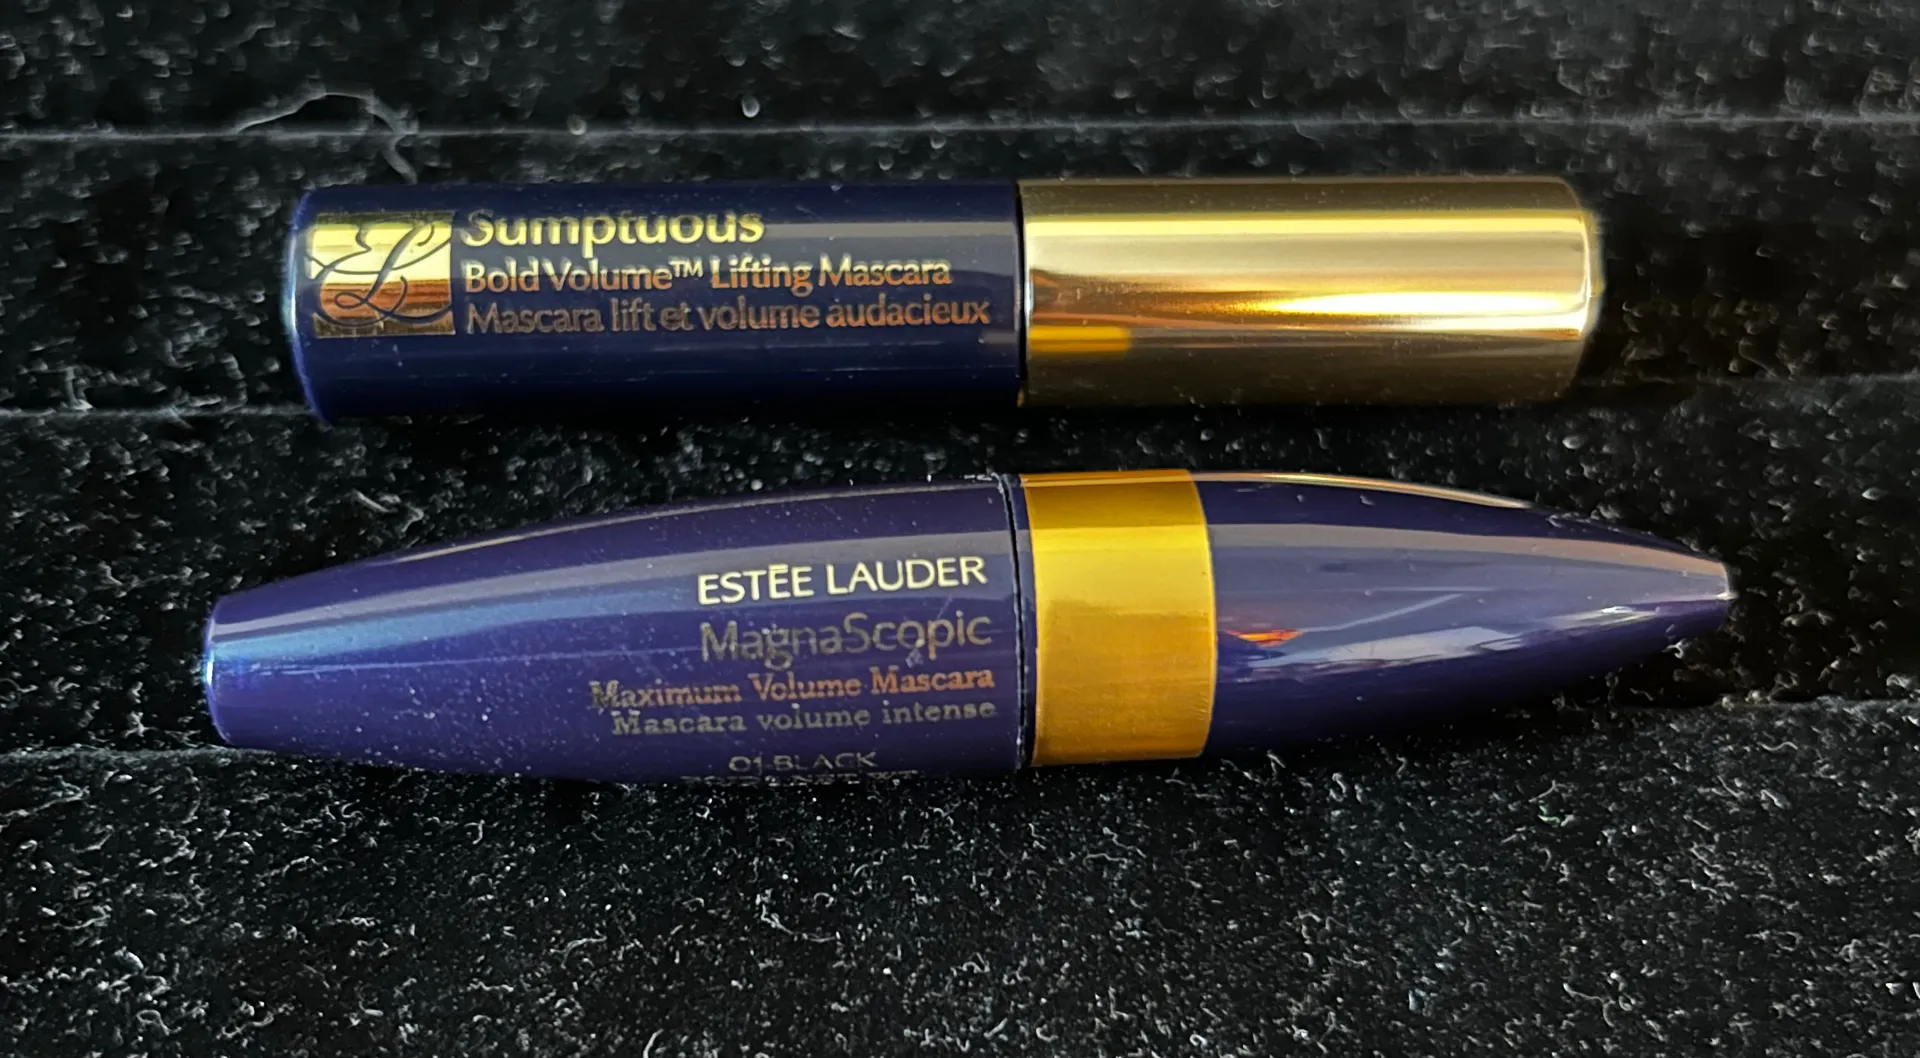 EL
Sumptuous
Bold Volume™ Lifting Mascara
Mascara lift et volume audacieux
ESTĒE LAUDER
MagnaScopic
Maximum Volume Mascara
Mascara volume intense
01 BLACK